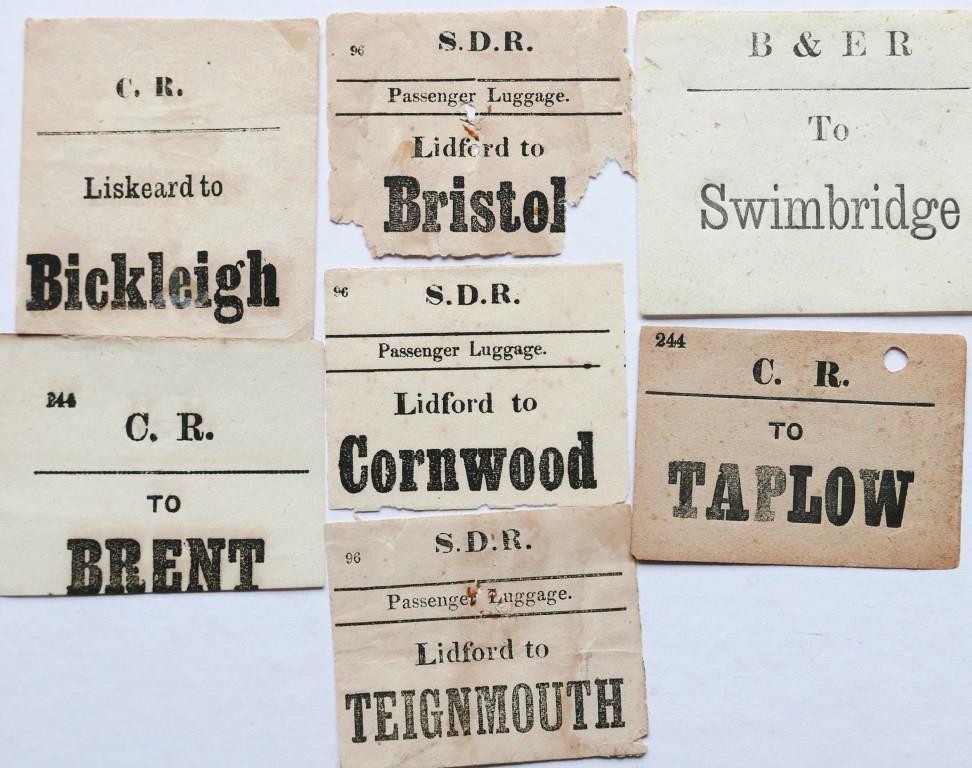 C. R.
Liskeard to
Bickleigh
96
S.D.R.
Passenger Luggage.
Lidford to
Bristol
B & E R
To
Swimbridge
244
C. R.
TO
BRENT
96
S.D.R.
Passenger Luggage.
Lidford to
Cornwood
244
C. R.
TO
TAPLOW
96
S.D.R.
Passenger Luggage.
Lidford to
TEIGNMOUTH